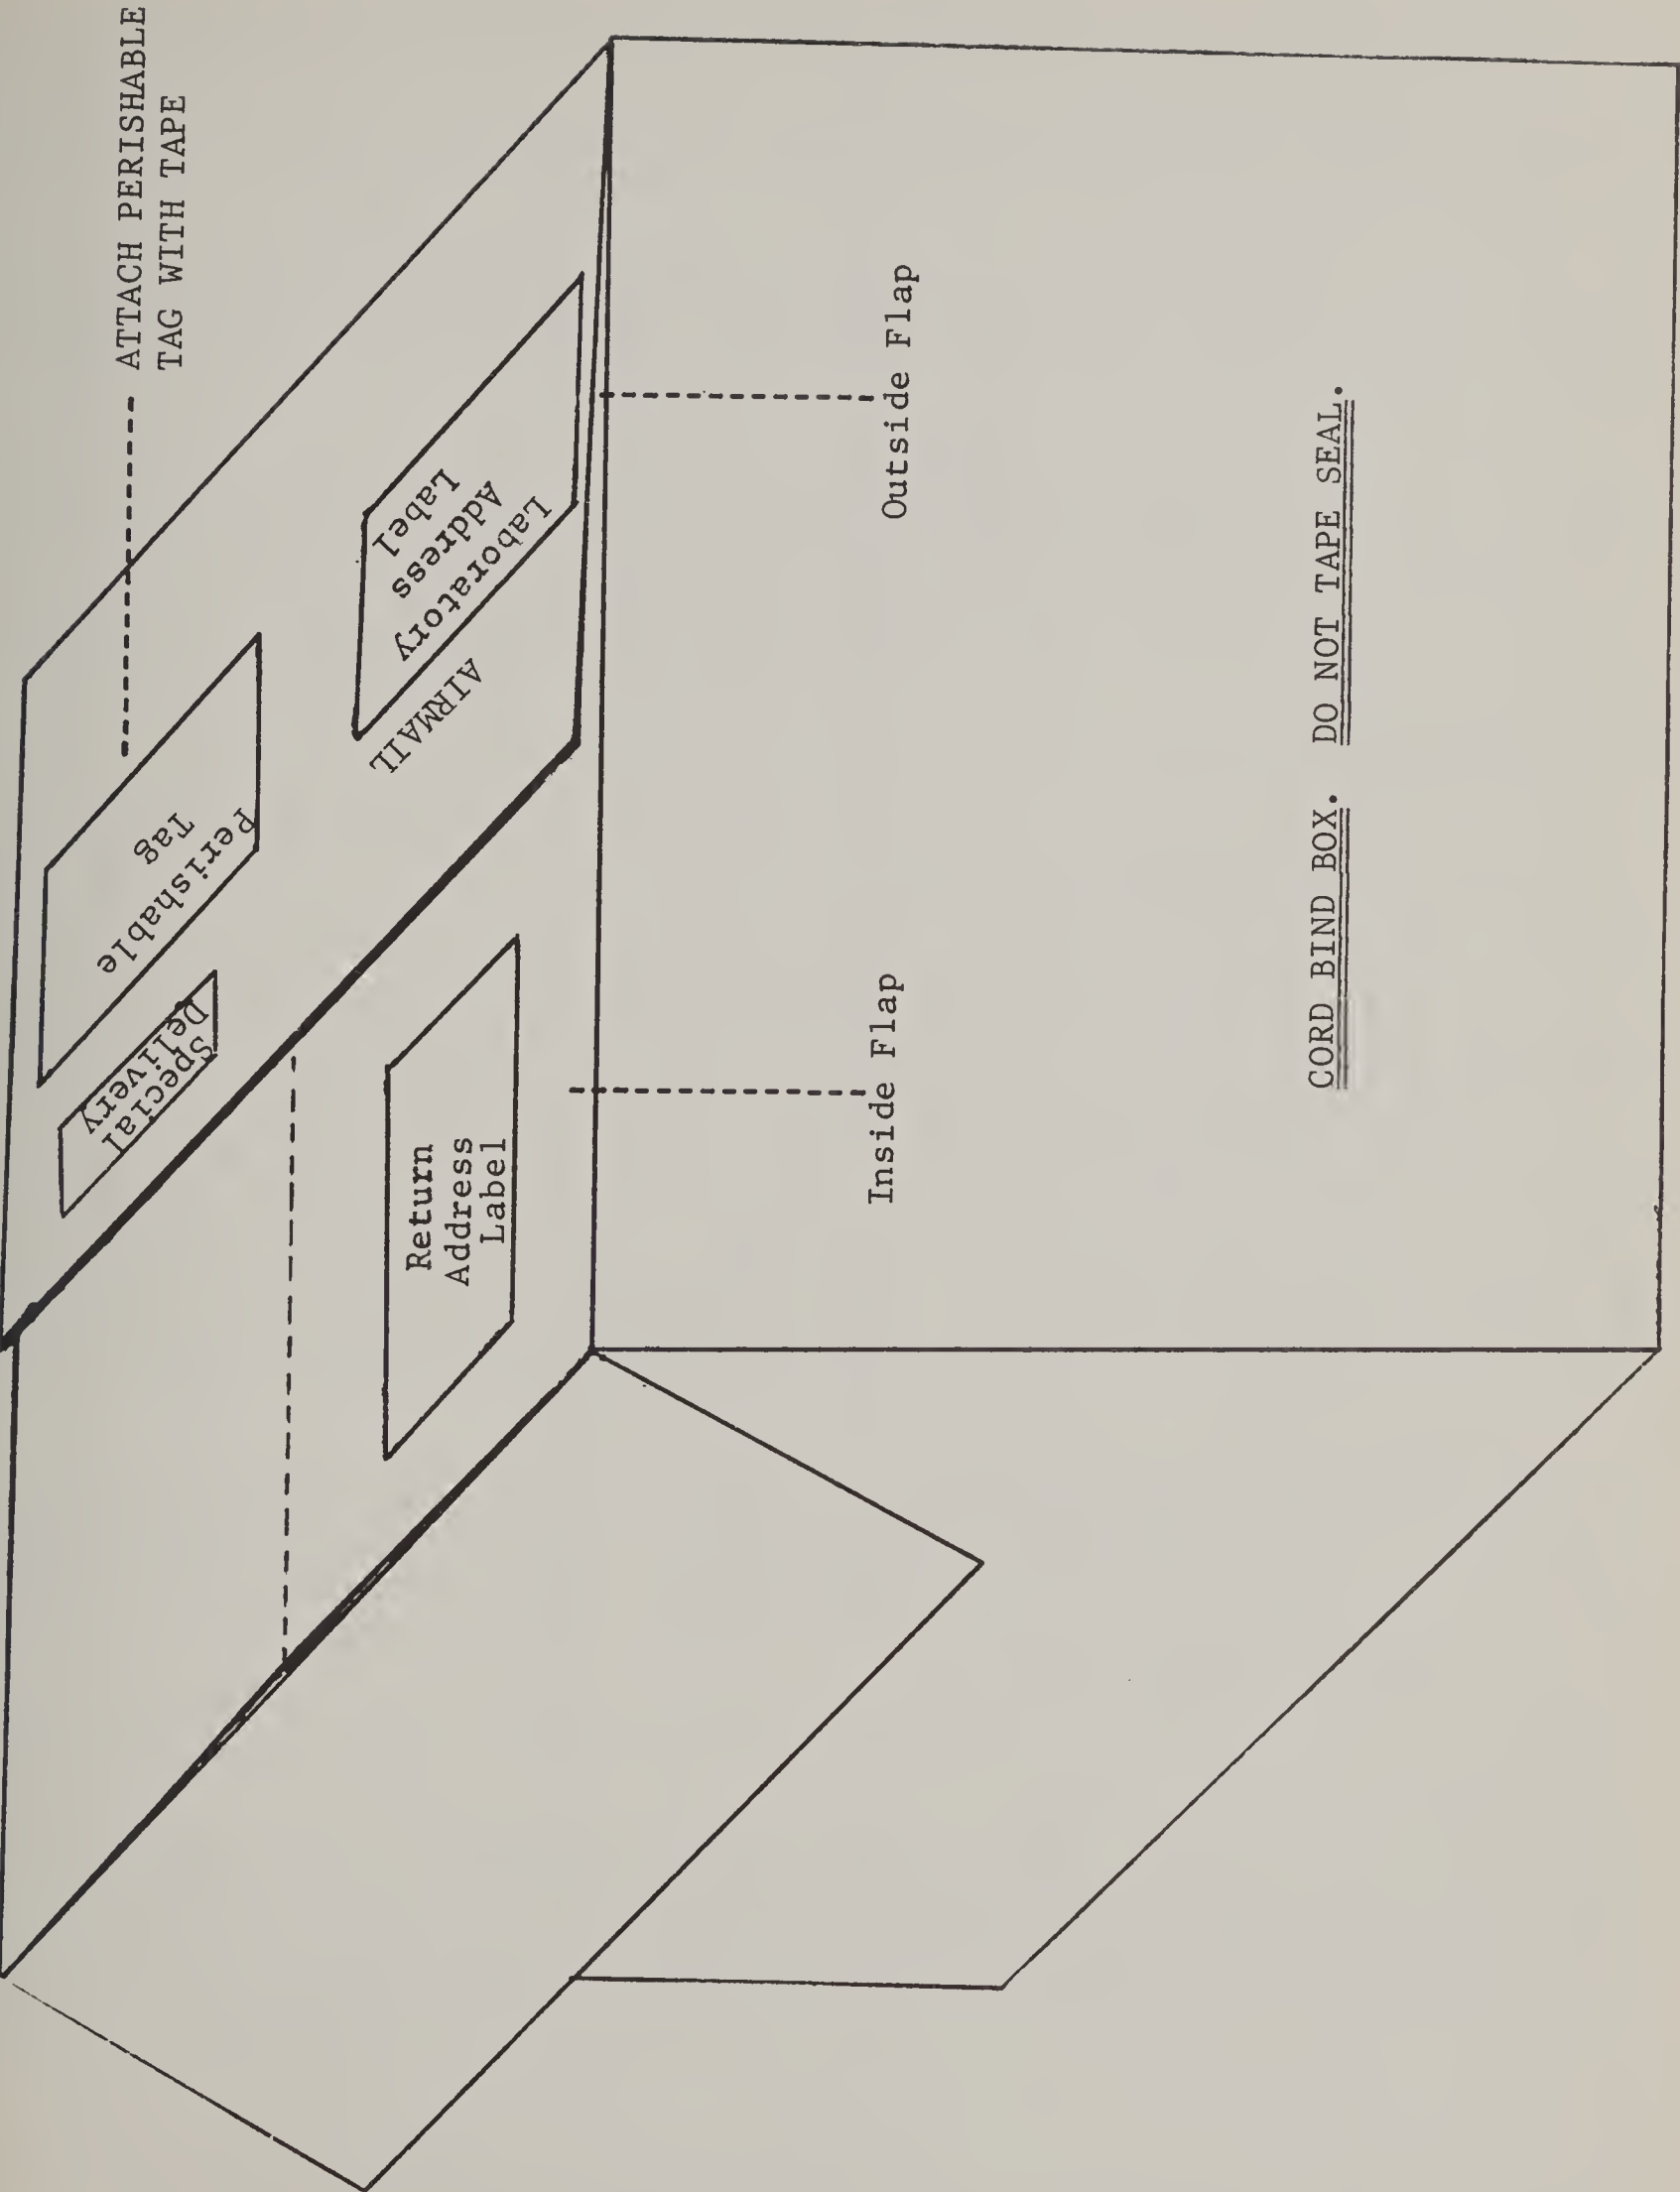 ATTACH PERISHABLE
TAG WITH TAPE
Special
Delivery
Perishable
Tag
AIRMAIL
Laboratory
Address
Label
Return
Address
Label
Inside Flap
Outside Flap
CORD BIND BOX. DO NOT TAPE SEAL.